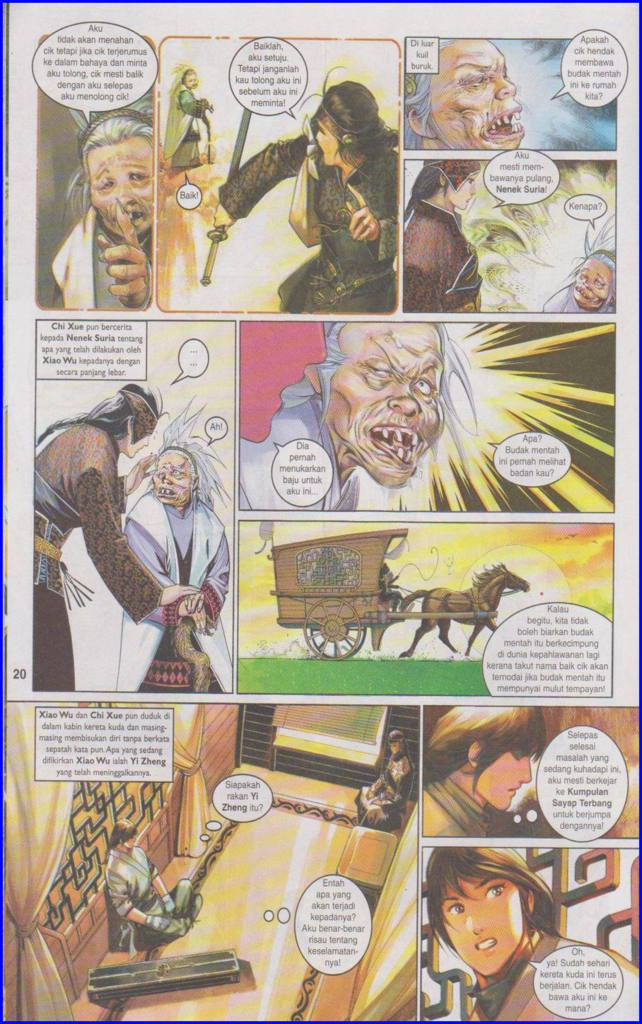 Aku
tidak akan menahan
cik tetapi jika cik terjerumus
ke dalam bahaya dan minta
aku tolong, cik mesti balik
dengan aku selepas
aku menolong cik!
Baiklah,
aku setuju.
Tetapi janganlah
kau tolong aku ini
sebelum aku ini
meminta!
Baik!
Di luar
kuil
buruk.
Apakah
cik hendak
membawa
budak mentah
ini ke rumah
kita?
Aku
mesti mem-
bawanya pulang,
Nenek Suria!
Kenapa?
Chi Xue pun bercerita
kepada Nenek Suria tentang
apa yang telah dilakukan oleh
Xiao Wu kepadanya dengan
secara panjang lebar.
...
...
Ah!
Dia
pernah
menukarkan
baju untuk
aku ini...
Apa?
Budak mentah
ini pernah melihat
badan kau?
Kalau
begitu, kita tidak
boleh biarkan budak
mentah itu berkecimpung
di dunia kepahlawanan lagi
kerana takut nama baik cik akan
ternodai jika budak mentah itu
mempunyai mulut tempayan!
20
Xiao Wu dan Chi Xue pun duduk di
dalam kabin kereta kuda dan masing-
masing membisukan diri tanpa berkata
sepatah kata pun. Apa yang sedang
difikirkan Xiao Wu ialah Yi Zheng
yang telah meninggalkannya.
Siapakah
rakan Yi
Zheng itu?
Entah
apa yang
akan terjadi
kepadanya?
Aku benar-benar
risau tentang
keselamatan-
nya!
Selepas
selesai
masalah yang
sedang kuhadapi ini,
aku mesti berkejar
ke Kumpulan
Sayap Terbang
untuk berjumpa
dengannya!
Oh,
ya! Sudah sehari
kereta kuda ini terus
berjalan. Cik hendak
bawa aku ini ke
mana?